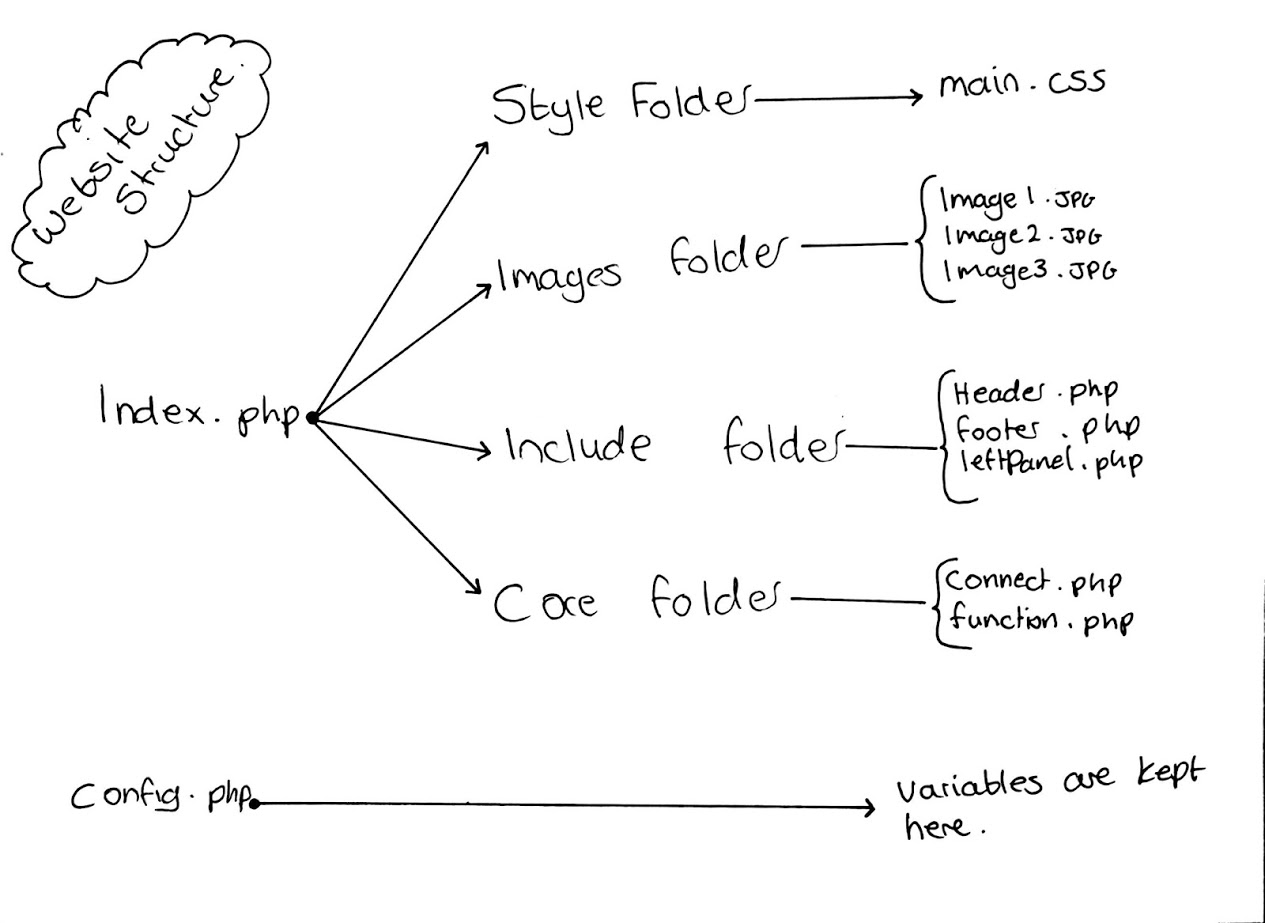 Website
Structure.
Style Folder
main.css
Images folder
Image1.JPG
Image2.JPG
Image3.JPG
Index.php
Include folder
Header.php
footer.php
leftPanel.php
Core folder
Connect.php
function.php
Config.php
variables are kept
here.